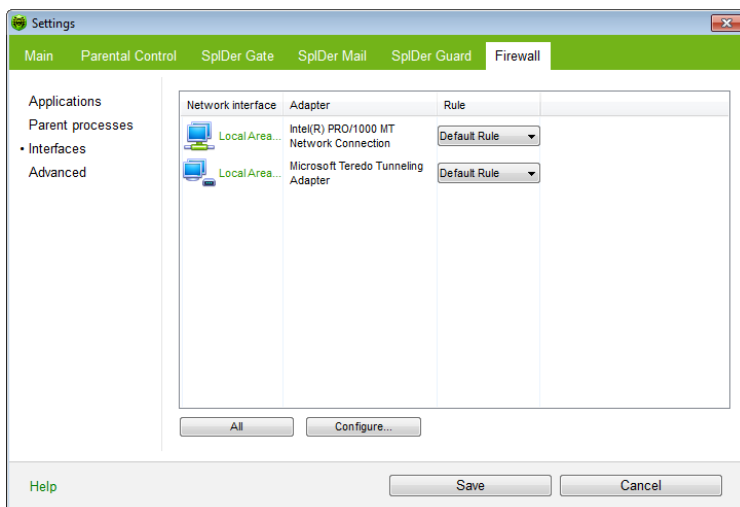 Settings
Main Parental Control SpIDer Gate SpIDer Mail SpIDer Guard Firewall
Applications
Parent processes
• Interfaces
Advanced
Network interface Adapter Rule
Local Area... Intel(R) PRO/1000 MT Network Connection Default Rule
Local Area... Microsoft Teredo Tunneling Adapter Default Rule
All Configure...
Help Save Cancel